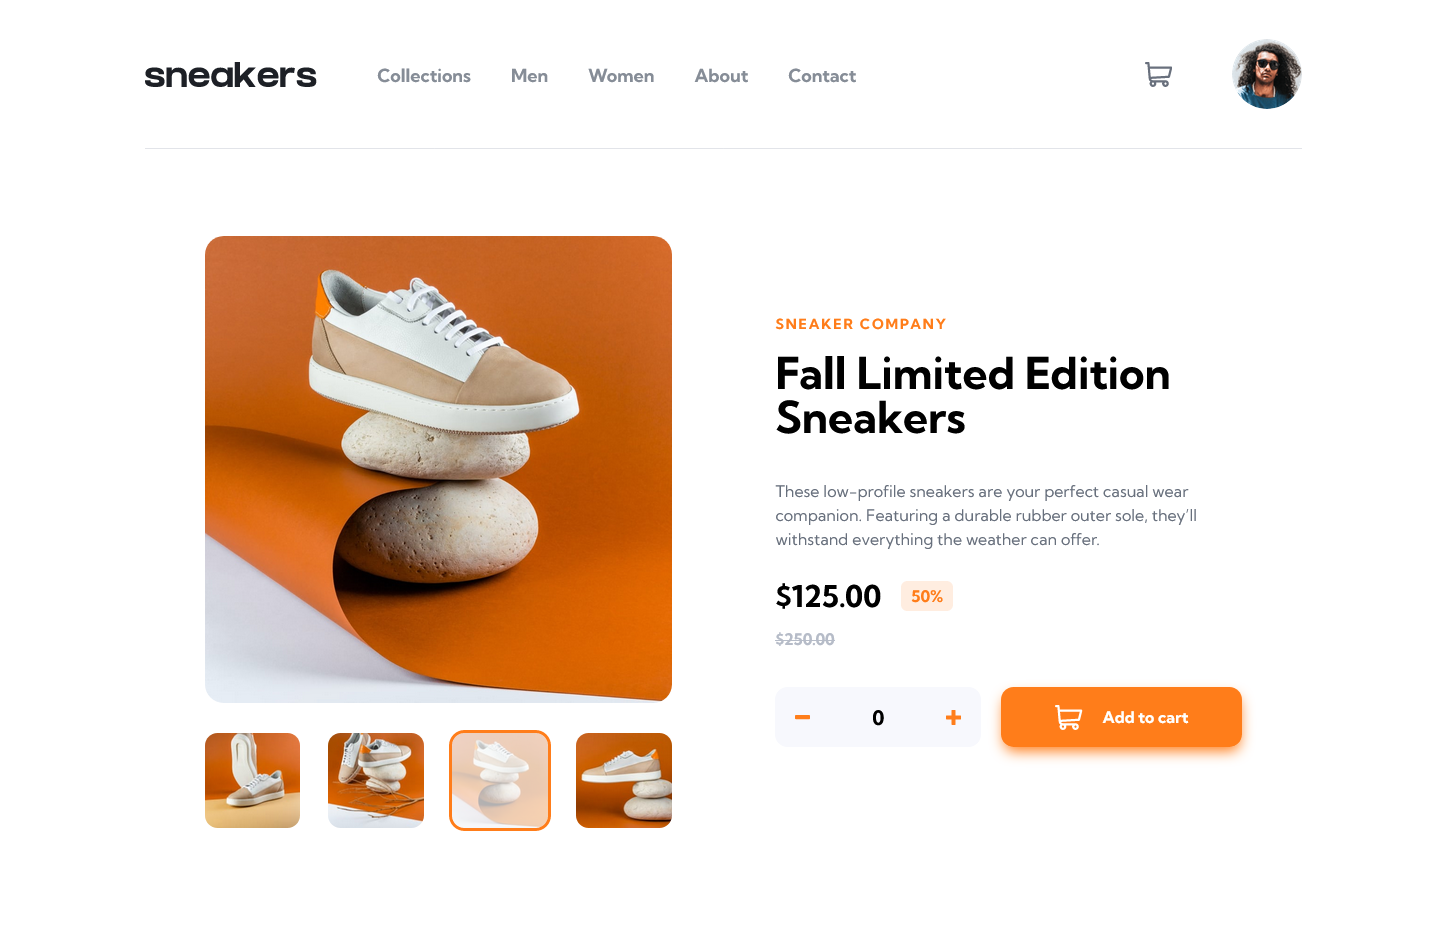 sneakers
Collections
Men
Women
About
Contact
SNEAKER COMPANY
Fall Limited Edition
Sneakers
These low-profile sneakers are your perfect casual wear
companion. Featuring a durable rubber outer sole, they’ll
withstand everything the weather can offer.
$125.00
50%
$250.00
0
Add to cart